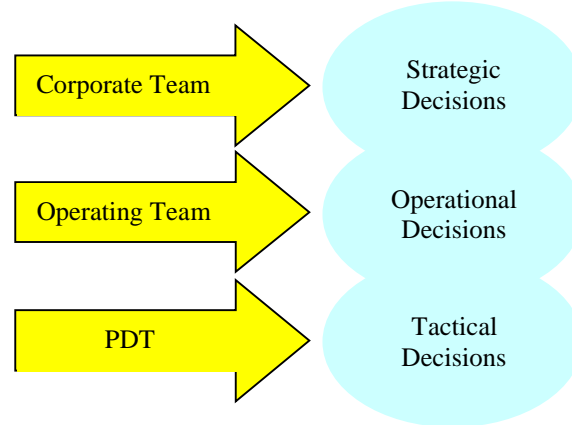 Corporate Team
Strategic
Decisions
Operating Team
Operational
Decisions
PDT
Tactical
Decisions